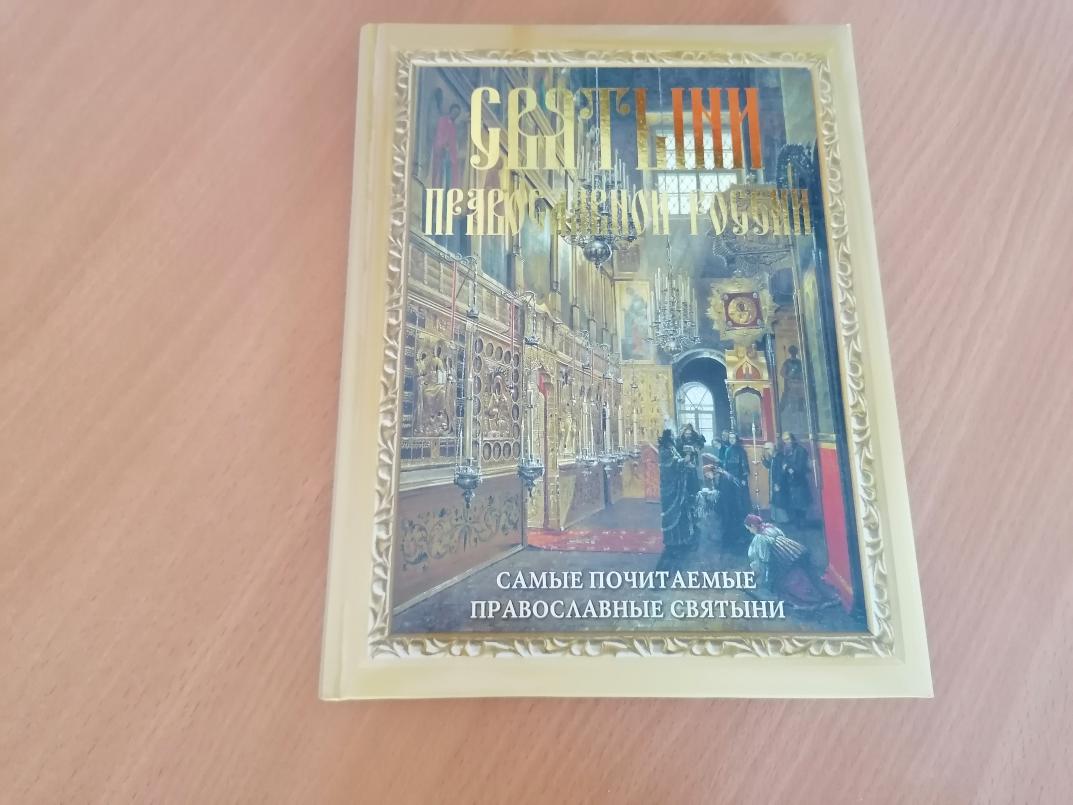 СВЯТЫНИ
ПРАВОСЛАВНОЙ РОССИИ
САМЫЕ ПОЧИТАЕМЫЕ
ПРАВОСЛАВНЫЕ СВЯТЫНИ